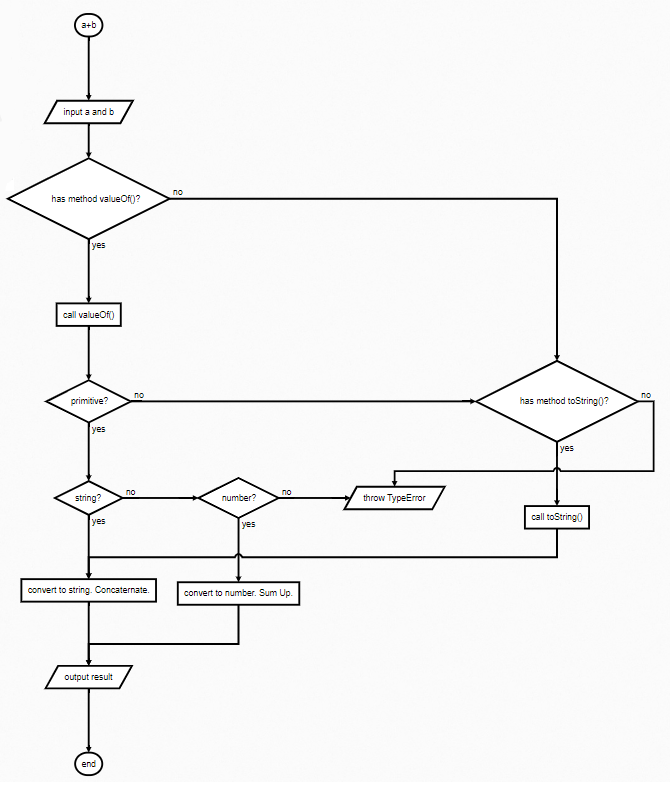 a+b
input a and b
has method valueOf()?
no
yes
call valueOf()
primitive?
no
has method toString()?
no
yes
yes
string?
no
number?
no
throw TypeError
yes
yes
call toString()
convert to string. Concaternate.
convert to number. Sum Up.
output result
end